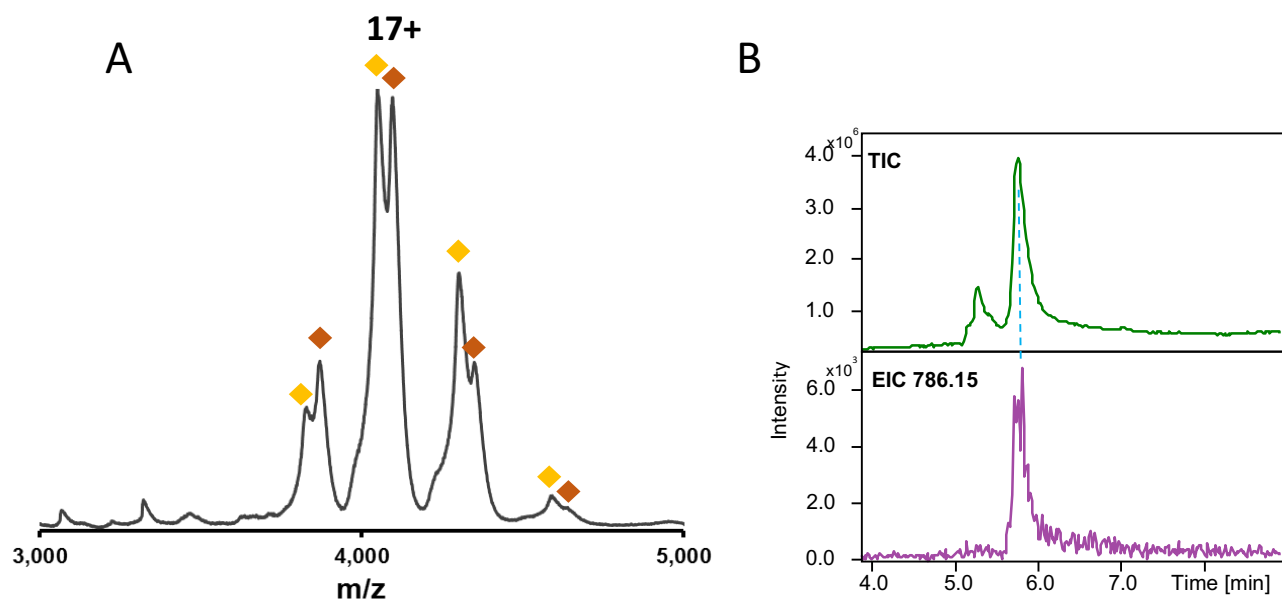 A
17+
3,000
4,000
5,000
m/z
B
x10⁶
4.0
TIC
3.0
2.0
1.0
x10³
EIC 786.15
6.0
4.0
2.0
0.0
Intensity
4.0 5.0 6.0 7.0 Time [min]